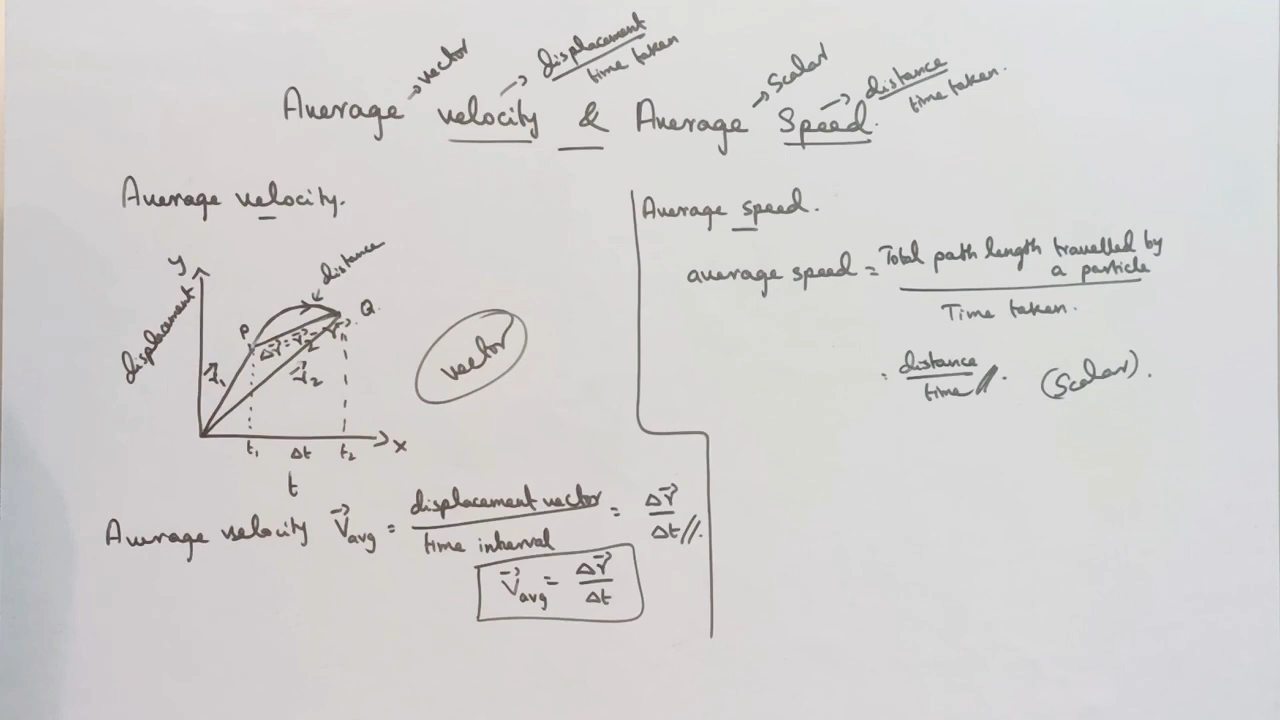 Average → vector velocity → displacement/time taken & Average → Scalar Speed → distance/time taken.
Average velocity.
y
displacement
distance
P
Q.
r⃗₁
Δr⃗ = r⃗₂ - r⃗₁
r⃗₂
t₁ Δt t₂ x
t
vector
Average velocity V⃗avg = displacement vector/time interval = Δr⃗/Δt //.
V⃗avg = Δr⃗/Δt
Average speed.
average speed = Total path length travelled by a particle/Time taken.
= distance/time //. (Scalar).